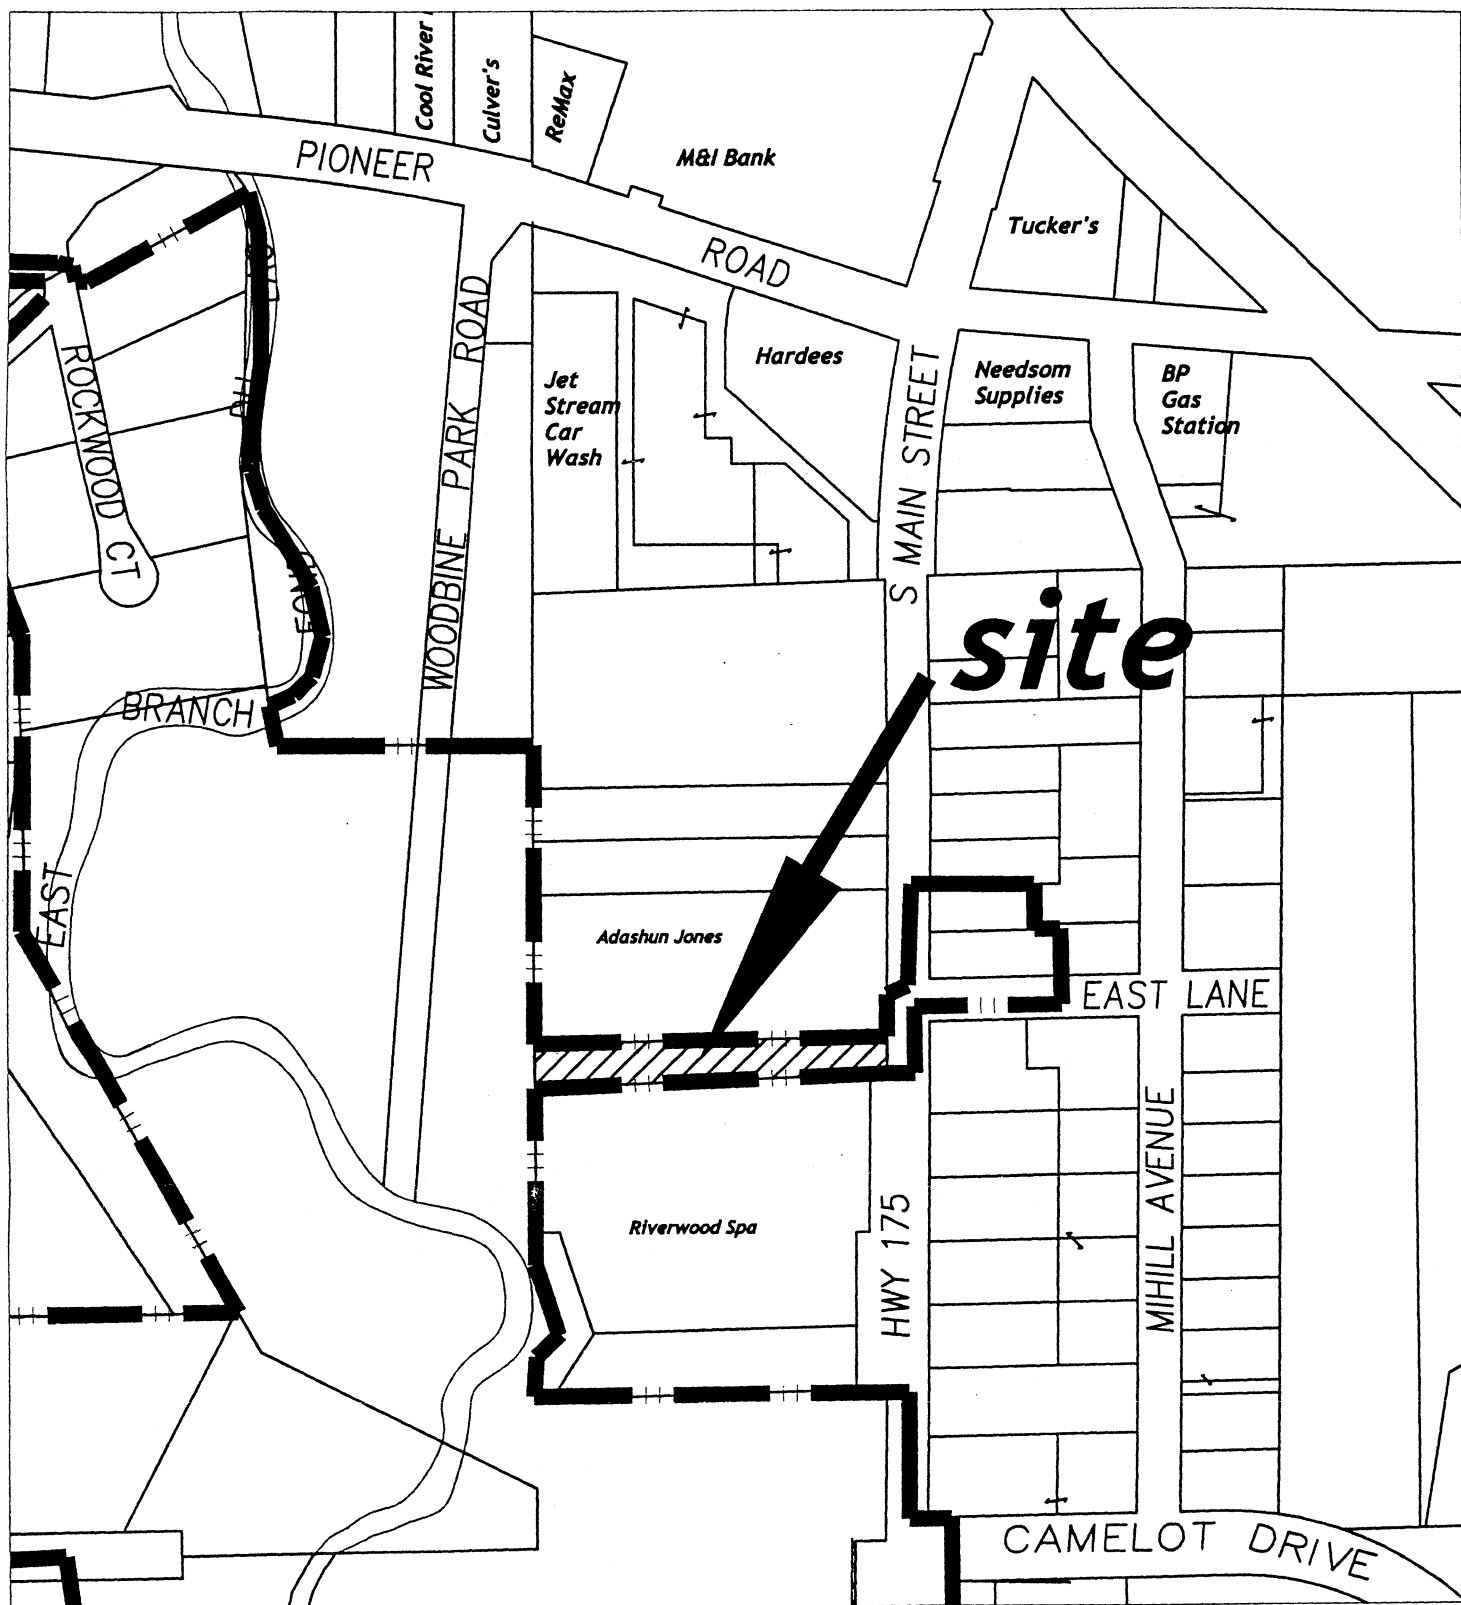 Cool River
Culver's
ReMax
M&I Bank
PIONEER
ROAD
Tucker's
Hardees
Needsom
Supplies
BP
Gas
Station
Jet
Stream
Car
Wash
ROCKWOOD CT
WOODBINE PARK ROAD
S MAIN STREET
site
FOND
BRANCH
EAST
Adashun Jones
EAST LANE
Riverwood Spa
HWY 175
MIHILL AVENUE
CAMELOT DRIVE